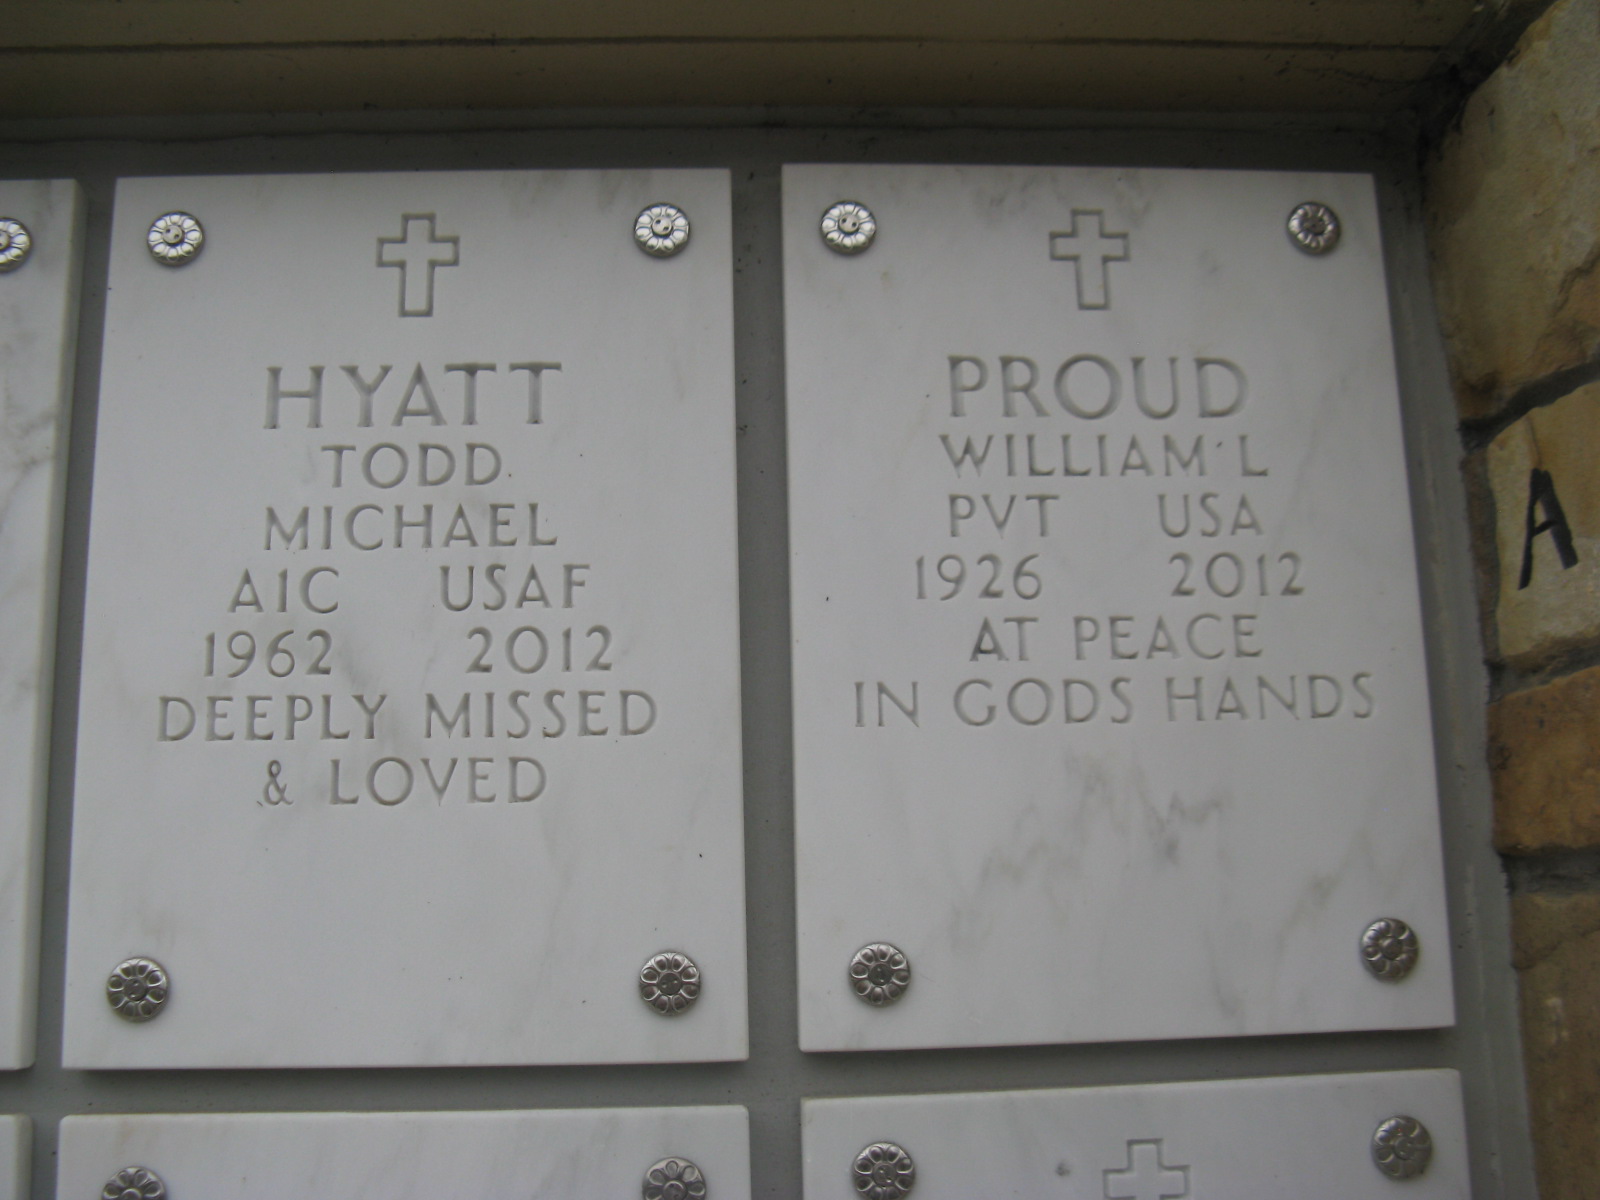 HYATT
TODD
MICHAEL
A1C USAF
1962 2012
DEEPLY MISSED
& LOVED
PROUD
WILLIAM L
PVT USA
1926 2012
AT PEACE
IN GODS HANDS
A